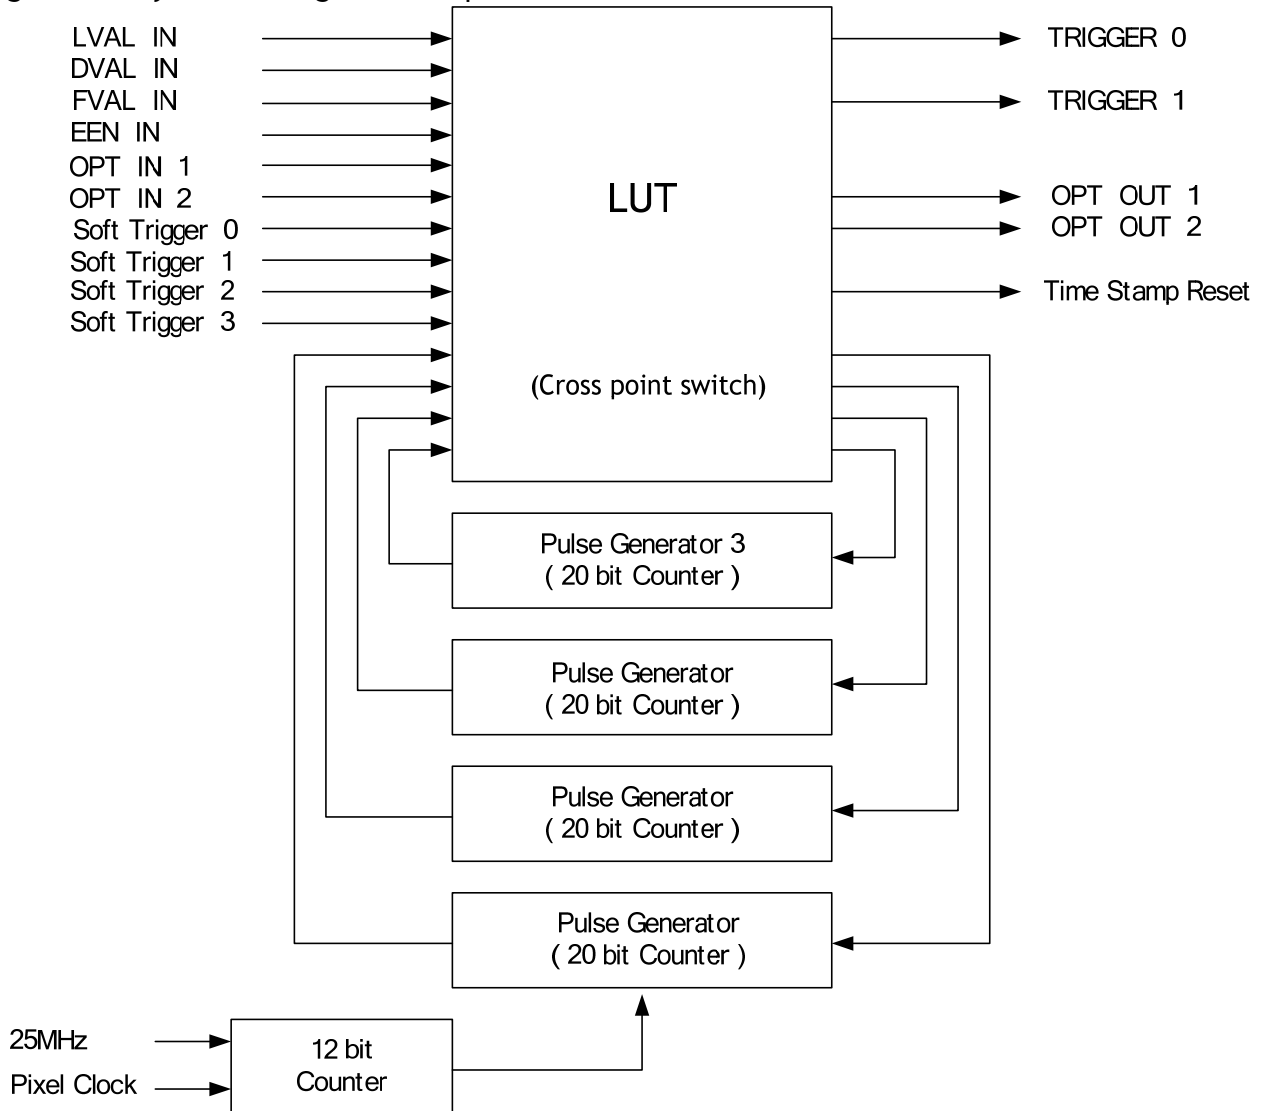 LVAL IN
DVAL IN
FVAL IN
EEN IN
OPT IN 1
OPT IN 2
Soft Trigger 0
Soft Trigger 1
Soft Trigger 2
Soft Trigger 3
LUT
(Cross point switch)
TRIGGER 0
TRIGGER 1
OPT OUT 1
OPT OUT 2
Time Stamp Reset
Pulse Generator 3
( 20 bit Counter )
Pulse Generator
( 20 bit Counter )
Pulse Generator
( 20 bit Counter )
Pulse Generator
( 20 bit Counter )
25MHz
Pixel Clock
12 bit
Counter